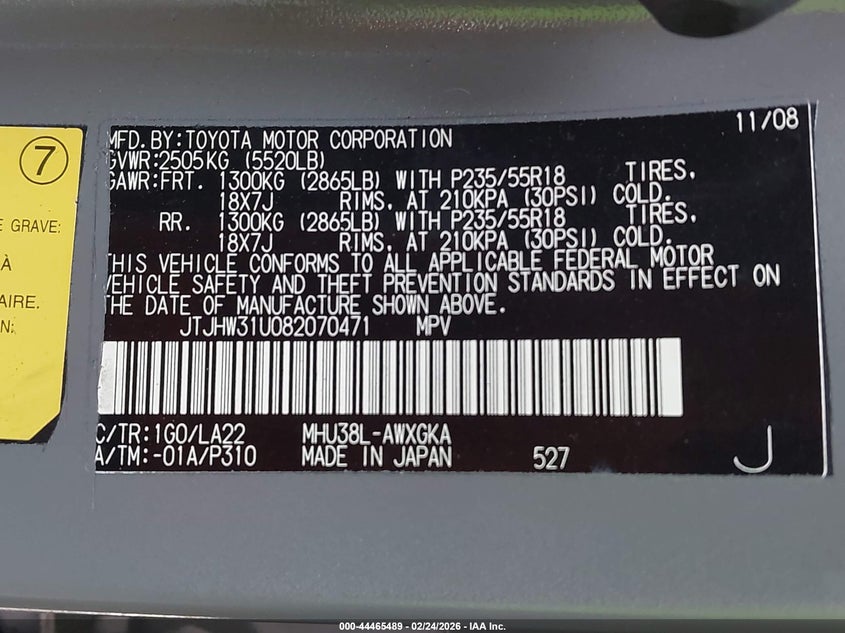 7
E GRAVE:
À
AIRE.
N:
11/08
MFD. BY: TOYOTA MOTOR CORPORATION
GVWR: 2505KG (5520LB)
GAWR: FRT. 1300KG (2865LB) WITH P235/55R18 TIRES,
18X7J RIMS, AT 210KPA (30PSI) COLD.
RR. 1300KG (2865LB) WITH P235/55R18 TIRES,
18X7J RIMS, AT 210KPA (30PSI) COLD.
THIS VEHICLE CONFORMS TO ALL APPLICABLE FEDERAL MOTOR
VEHICLE SAFETY AND THEFT PREVENTION STANDARDS IN EFFECT ON
THE DATE OF MANUFACTURE SHOWN ABOVE.
JTJHW31U082070471 MPV
C/TR: 1G0/LA22 MHU38L-AWXGKA
A/TM: -01A/P310 MADE IN JAPAN 527 J
000-44465489 - 02/24/2026 - IAA Inc.